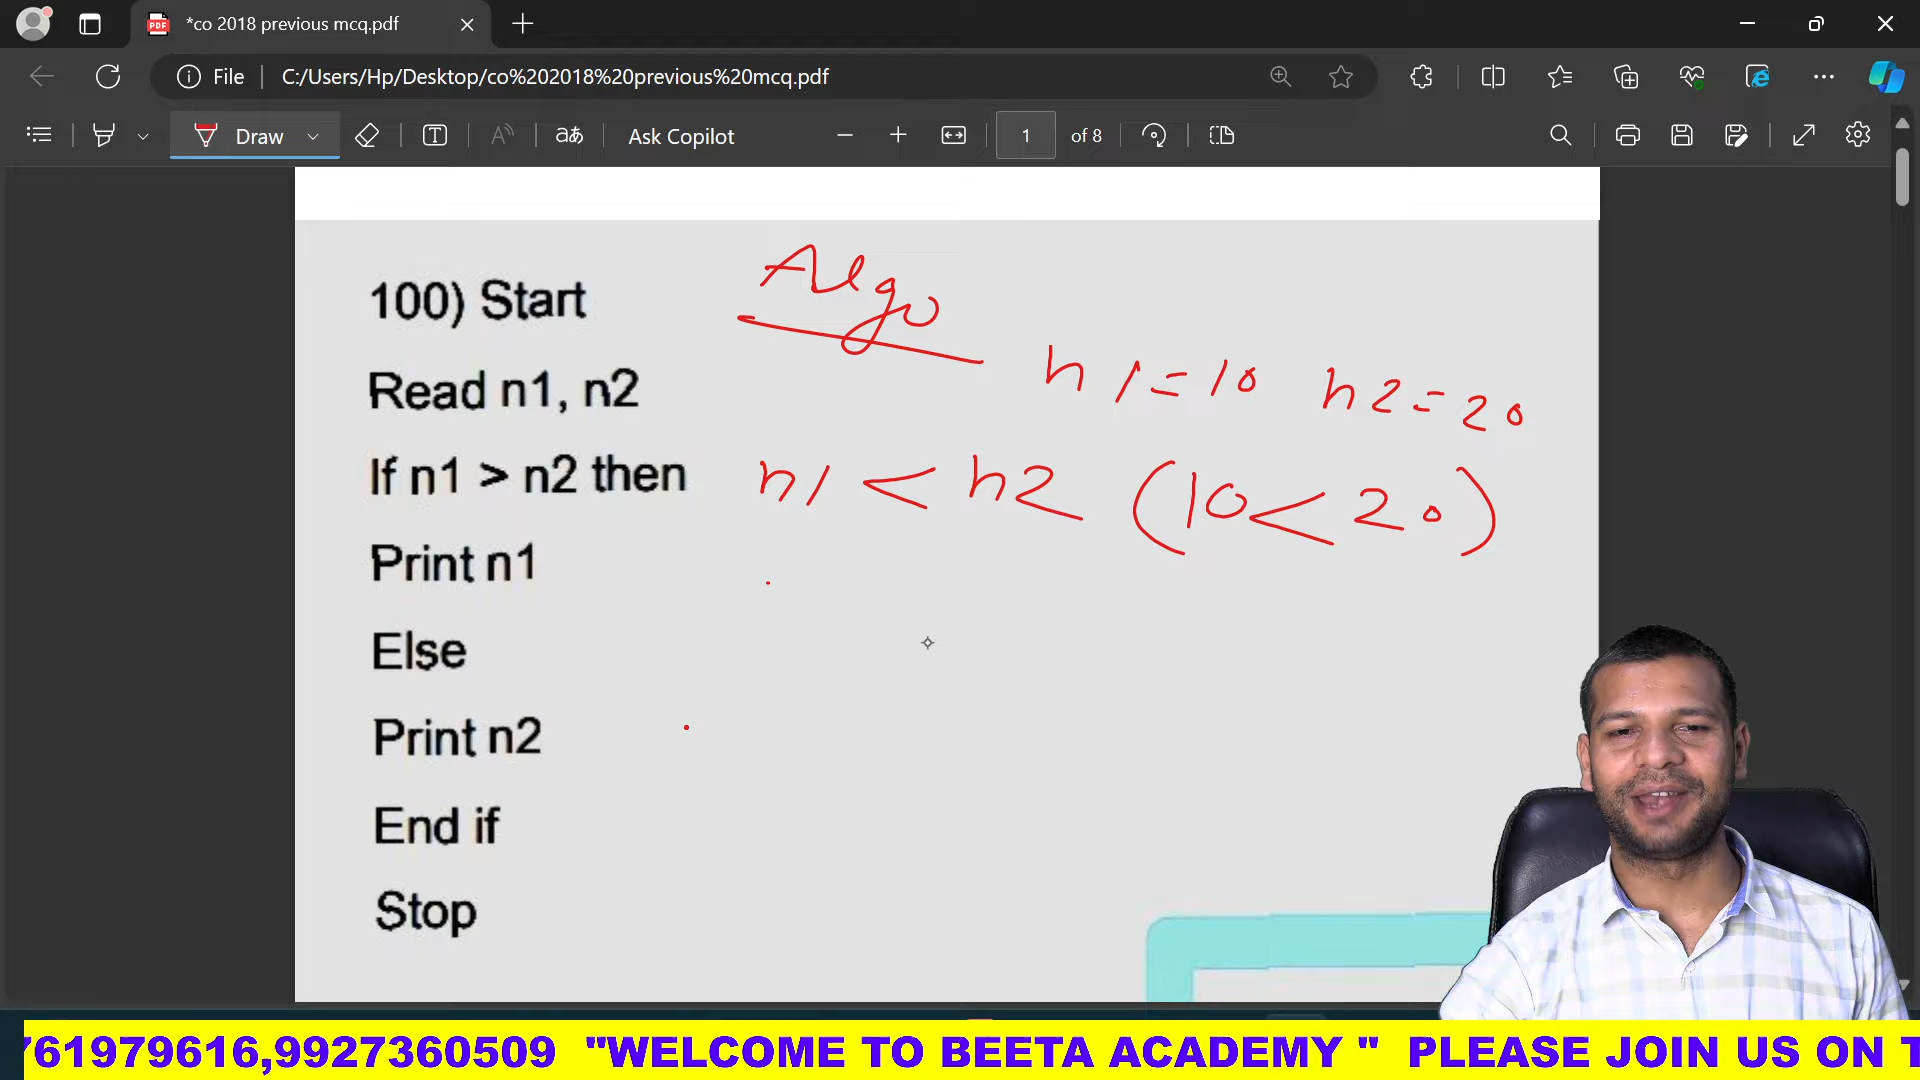 *co 2018 previous mcq.pdf
File C:/Users/Hp/Desktop/co%202018%20previous%20mcq.pdf
Draw Ask Copilot 1 of 8
Algo
100) Start
n1=10 n2=20
Read n1, n2
If n1 > n2 then n1 < n2 (10<20)
Print n1
Else
Print n2
End if
Stop
761979616,9927360509 "WELCOME TO BEETA ACADEMY " PLEASE JOIN US ON T